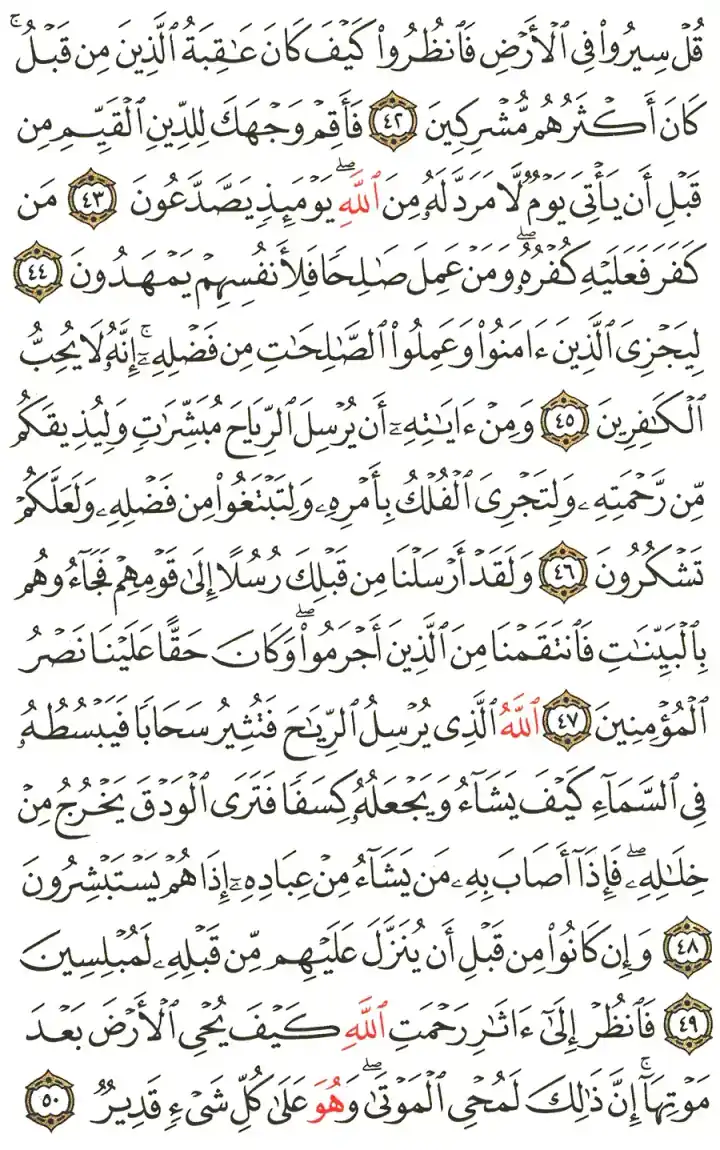 قُلْ سِيرُوا۟ فِى ٱلْأَرْضِ فَٱنظُرُوا۟ كَيْفَ كَانَ عَـٰقِبَةُ ٱلَّذِينَ مِن قَبْلُ ۚ
كَانَ أَكْثَرُهُم مُّشْرِكِينَ ٤٢ فَأَقِمْ وَجْهَكَ لِلدِّينِ ٱلْقَيِّمِ مِن
قَبْلِ أَن يَأْتِىَ يَوْمٌ لَّا مَرَدَّ لَهُۥ مِنَ ٱللَّهِ ۖ يَوْمَئِذٍ يَصَّدَّعُونَ ٤٣ مَن
كَفَرَ فَعَلَيْهِ كُفْرُهُۥ ۖ وَمَنْ عَمِلَ صَـٰلِحًا فَلِأَنفُسِهِمْ يَمْهَدُونَ ٤٤
لِيَجْزِىَ ٱلَّذِينَ ءَامَنُوا۟ وَعَمِلُوا۟ ٱلصَّـٰلِحَـٰتِ مِن فَضْلِهِۦٓ ۚ إِنَّهُۥ لَا يُحِبُّ
ٱلْكَـٰفِرِينَ ٤٥ وَمِنْ ءَايَـٰتِهِۦٓ أَن يُرْسِلَ ٱلرِّيَاحَ مُبَشِّرَٰتٍ وَلِيُذِيقَكُم
مِّن رَّحْمَتِهِۦ وَلِتَجْرِىَ ٱلْفُلْكُ بِأَمْرِهِۦ وَلِتَبْتَغُوا۟ مِن فَضْلِهِۦ وَلَعَلَّكُمْ
تَشْكُرُونَ ٤٦ وَلَقَدْ أَرْسَلْنَا مِن قَبْلِكَ رُسُلًا إِلَىٰ قَوْمِهِمْ فَجَآءُوهُم
بِٱلْبَيِّنَـٰتِ فَٱنتَقَمْنَا مِنَ ٱلَّذِينَ أَجْرَمُوا۟ ۖ وَكَانَ حَقًّا عَلَيْنَا نَصْرُ
ٱلْمُؤْمِنِينَ ٤٧ ٱللَّهُ ٱلَّذِى يُرْسِلُ ٱلرِّيَـٰحَ فَتُثِيرُ سَحَابًا فَيَبْسُطُهُۥ
فِى ٱلسَّمَآءِ كَيْفَ يَشَآءُ وَيَجْعَلُهُۥ كِسَفًا فَتَرَى ٱلْوَدْقَ يَخْرُجُ مِنْ
خِلَـٰلِهِۦ ۖ فَإِذَآ أَصَابَ بِهِۦ مَن يَشَآءُ مِنْ عِبَادِهِۦٓ إِذَا هُمْ يَسْتَبْشِرُونَ
٤٨ وَإِن كَانُوا۟ مِن قَبْلِ أَن يُنَزَّلَ عَلَيْهِم مِّن قَبْلِهِۦ لَمُبْلِسِينَ
٤٩ فَٱنظُرْ إِلَىٰٓ ءَاثَـٰرِ رَحْمَتِ ٱللَّهِ كَيْفَ يُحْىِ ٱلْأَرْضَ بَعْدَ
مَوْتِهَآ ۚ إِنَّ ذَٰلِكَ لَمُحْىِ ٱلْمَوْتَىٰ ۖ وَهُوَ عَلَىٰ كُلِّ شَىْءٍ قَدِيرٌ ٥٠